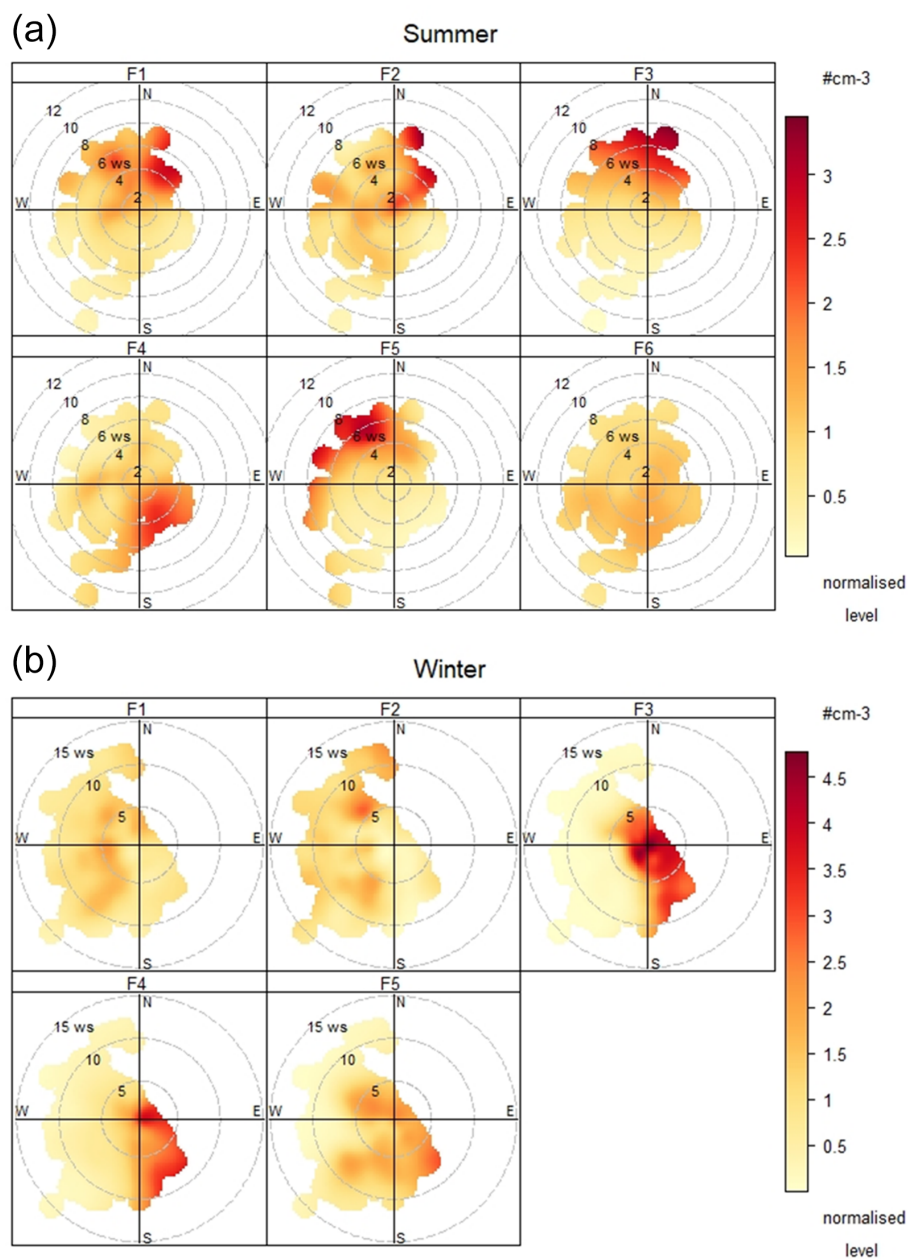 (a)
Summer
F1 F2 F3
#cm-3
N N N
12 12 12
10 10 10
8 8 8
6 ws 6 ws 6 ws
4 4 4
2 2 2
W E W E W E
S S S
3
2.5
2
1.5
1
0.5
F4 F5 F6
N N N
12 12 12
10 10 10
8 8 8
6 ws 6 ws 6 ws
4 4 4
2 2 2
W E W E W E
S S S
normalised
level
(b)
Winter
F1 F2 F3
#cm-3
N N N
15 ws 15 ws 15 ws
10 10 10
5 5 5
W E W E W E
S S S
4.5
4
3.5
3
2.5
2
1.5
1
0.5
F4 F5
N N
15 ws 15 ws
10 10
5 5
W E W E
S S
normalised
level